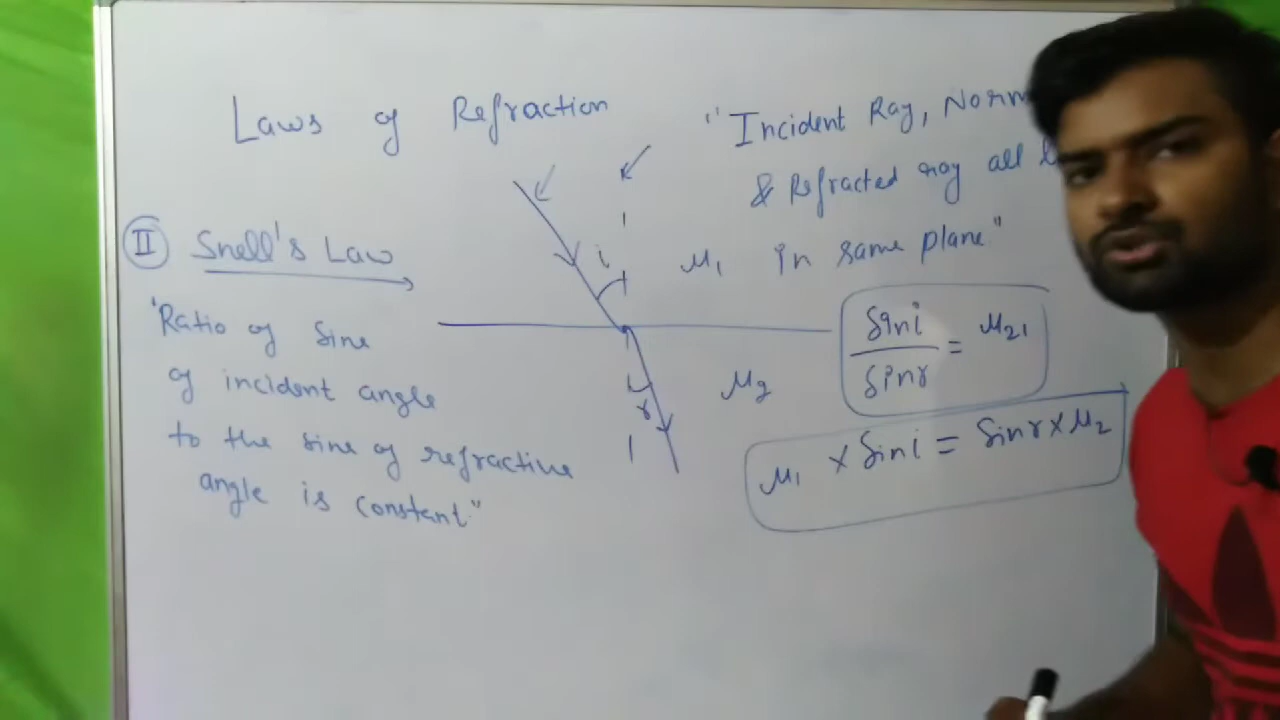 Laws of Refraction
"Incident Ray, Norm
& Refracted ray all
in same plane"
II Snell's Law
"Ratio of Sine
of incident angle
to the sine of refractive
angle is constant."
i
μ₁
r
μ₂
Sini / Sinr = μ₂₁
μ₁ × Sini = Sinr × μ₂